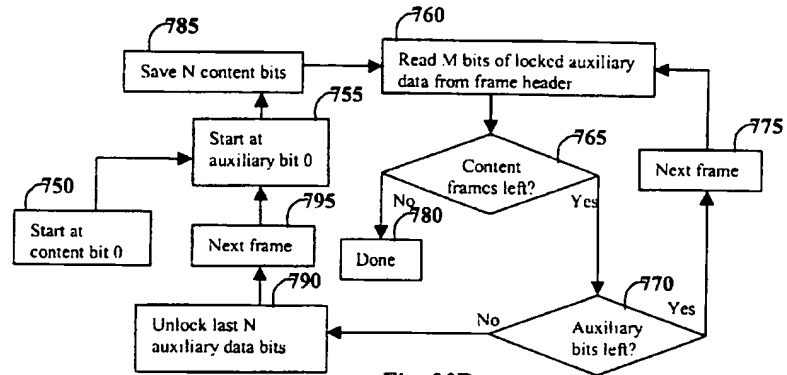 785
Save N content bits
760
Read M bits of locked auxiliary
data from frame header
755
Start at
auxiliary bit 0
765
Content
frames left?
775
Next frame
750
Start at
content bit 0
795
Next frame
No
780
Done
Yes
790
Unlock last N
auxiliary data bits
No
770
Auxiliary
bits left?
Yes